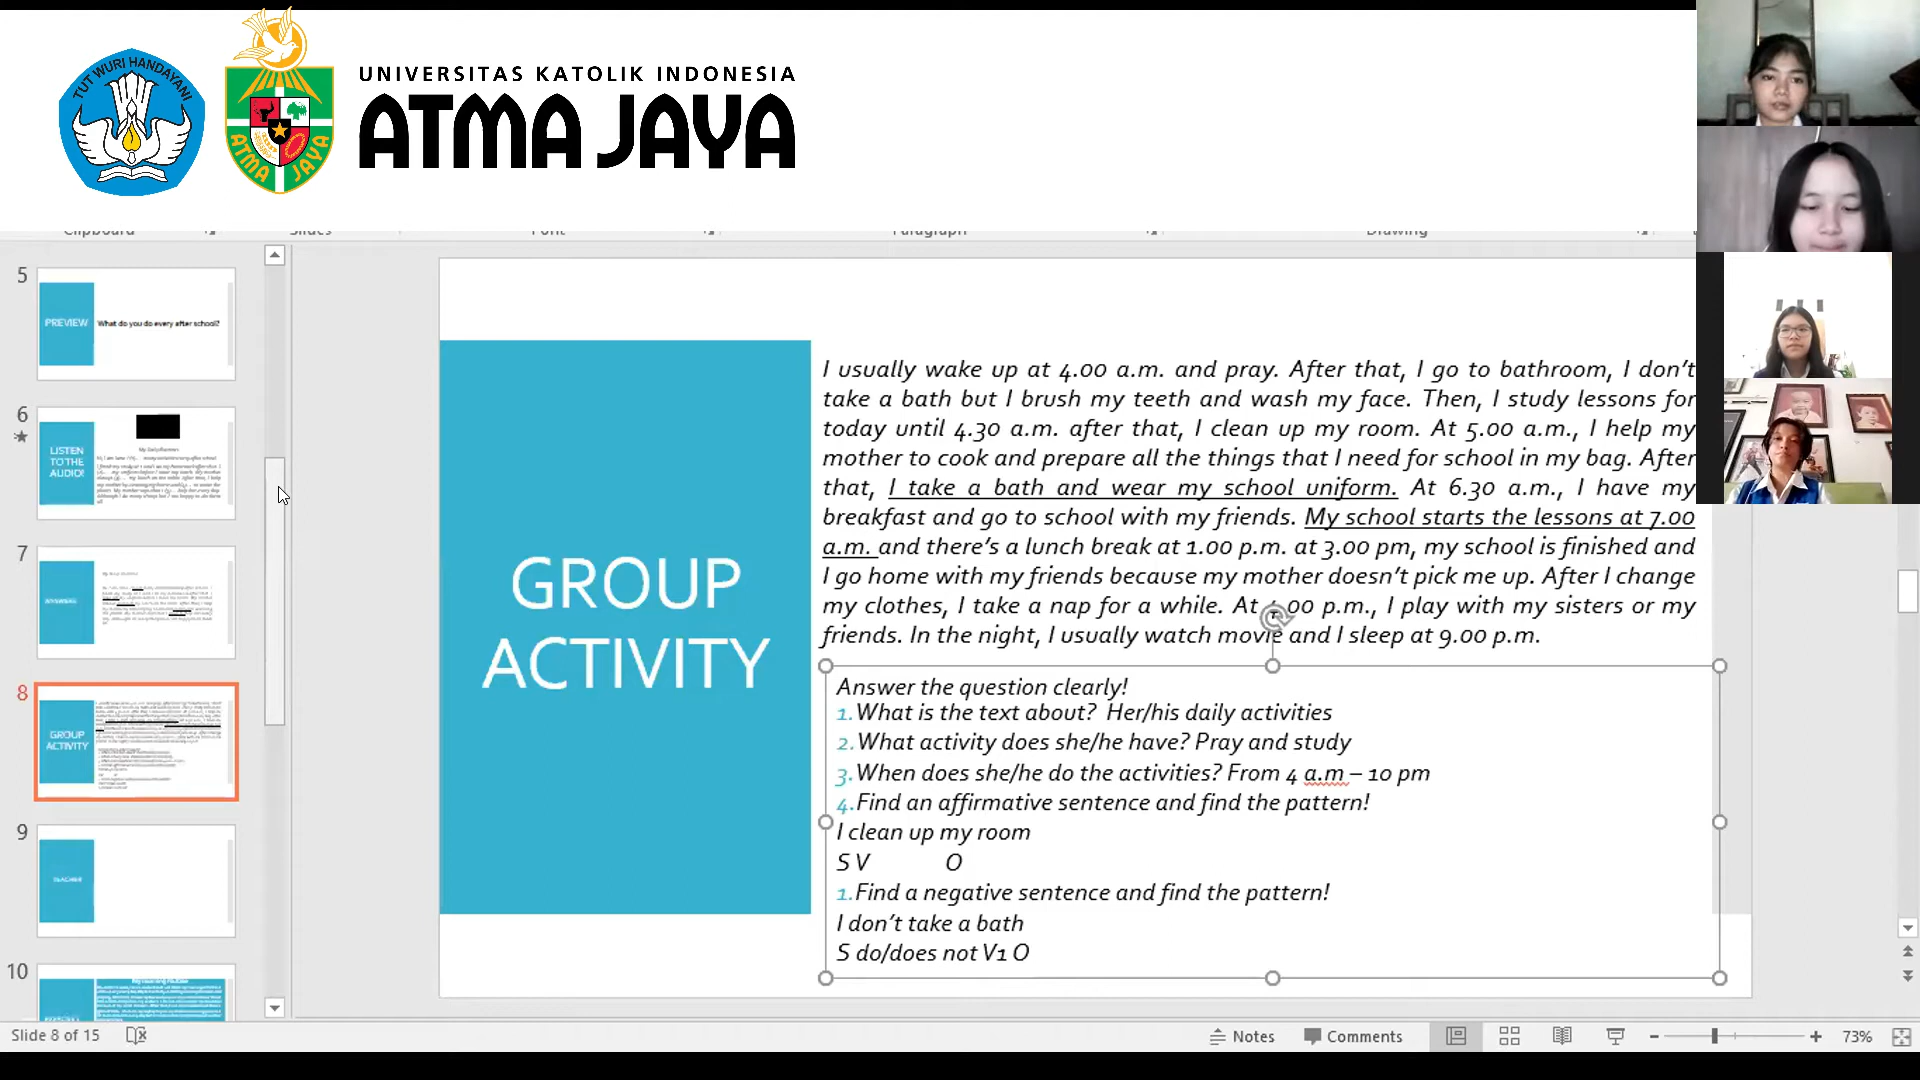 TUT WURI HANDAYANI
ATMA JAYA
UNIVERSITAS KATOLIK INDONESIA
ATMA JAYA
Clipboard
Slides
Font
Paragraph
Drawing
5
PREVIEW
What do you do every after school?
6
LISTEN
TO THE
AUDIO!
7
ANSWERS
8
GROUP
ACTIVITY
9
TEACHER
10
GROUP
ACTIVITY
I usually wake up at 4.00 a.m. and pray. After that, I go to bathroom, I don't
take a bath but I brush my teeth and wash my face. Then, I study lessons for
today until 4.30 a.m. after that, I clean up my room. At 5.00 a.m., I help my
mother to cook and prepare all the things that I need for school in my bag. After
that, I take a bath and wear my school uniform. At 6.30 a.m., I have my
breakfast and go to school with my friends. My school starts the lessons at 7.00
a.m. and there's a lunch break at 1.00 p.m. at 3.00 pm, my school is finished and
I go home with my friends because my mother doesn't pick me up. After I change
my clothes, I take a nap for a while. At .00 p.m., I play with my sisters or my
friends. In the night, I usually watch movie and I sleep at 9.00 p.m.
Answer the question clearly!
1.What is the text about? Her/his daily activities
2.What activity does she/he have? Pray and study
3.When does she/he do the activities? From 4 a.m – 10 pm
4.Find an affirmative sentence and find the pattern!
I clean up my room
S V O
1.Find a negative sentence and find the pattern!
I don't take a bath
S do/does not V1 O
Slide 8 of 15
Notes
Comments
73%